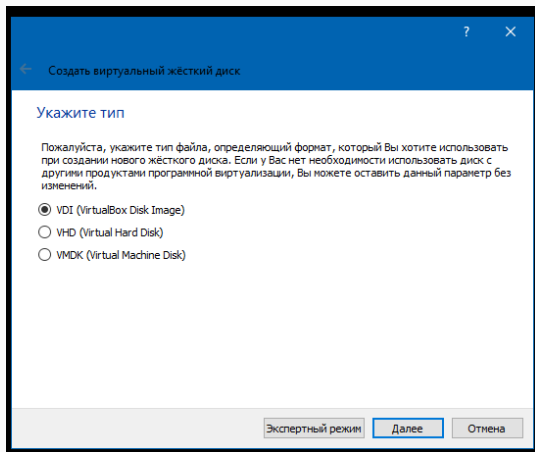 Создать виртуальный жёсткий диск
Укажите тип
Пожалуйста, укажите тип файла, определяющий формат, который Вы хотите использовать
при создании нового жёсткого диска. Если у Вас нет необходимости использовать диск с
другими продуктами программной виртуализации, Вы можете оставить данный параметр без
изменений.
VDI (VirtualBox Disk Image)
VHD (Virtual Hard Disk)
VMDK (Virtual Machine Disk)
Экспертный режим Далее Отмена